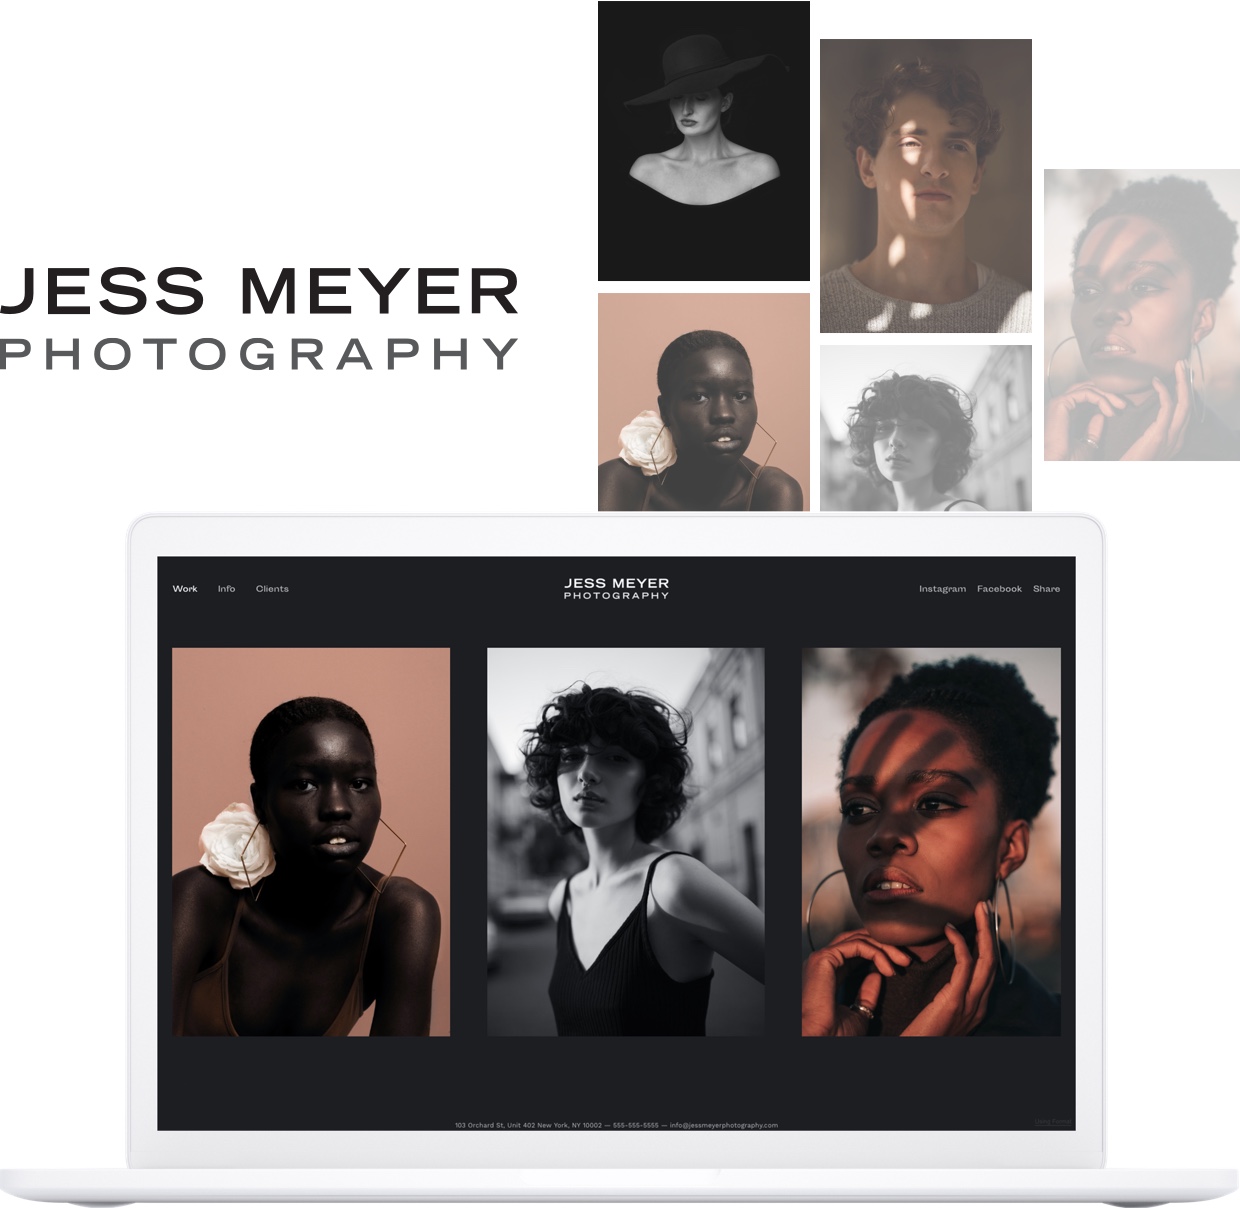 JESS MEYER
PHOTOGRAPHY
Work Info Clients
JESS MEYER
PHOTOGRAPHY
Instagram Facebook Share
103 Orchard St, Unit 402 New York, NY 10002 — 555-555-5555 — info@jessmeyerphotography.com